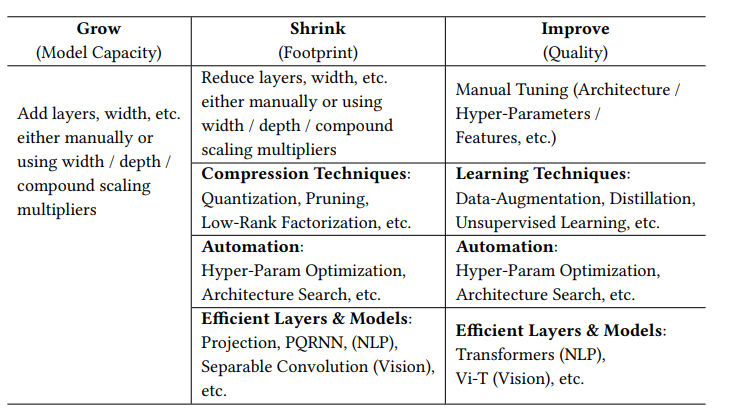 Grow
(Model Capacity)
Shrink
(Footprint)
Improve
(Quality)
Add layers, width, etc.
either manually or
using width / depth /
compound scaling
multipliers
Reduce layers, width, etc.
either manually or using
width / depth / compound
scaling multipliers
Manual Tuning (Architecture /
Hyper-Parameters /
Features, etc.)
Compression Techniques:
Quantization, Pruning,
Low-Rank Factorization, etc.
Learning Techniques:
Data-Augmentation, Distillation,
Unsupervised Learning, etc.
Automation:
Hyper-Param Optimization,
Architecture Search, etc.
Automation:
Hyper-Param Optimization,
Architecture Search, etc.
Efficient Layers & Models:
Projection, PQRNN, (NLP),
Separable Convolution (Vision),
etc.
Efficient Layers & Models:
Transformers (NLP),
Vi-T (Vision), etc.